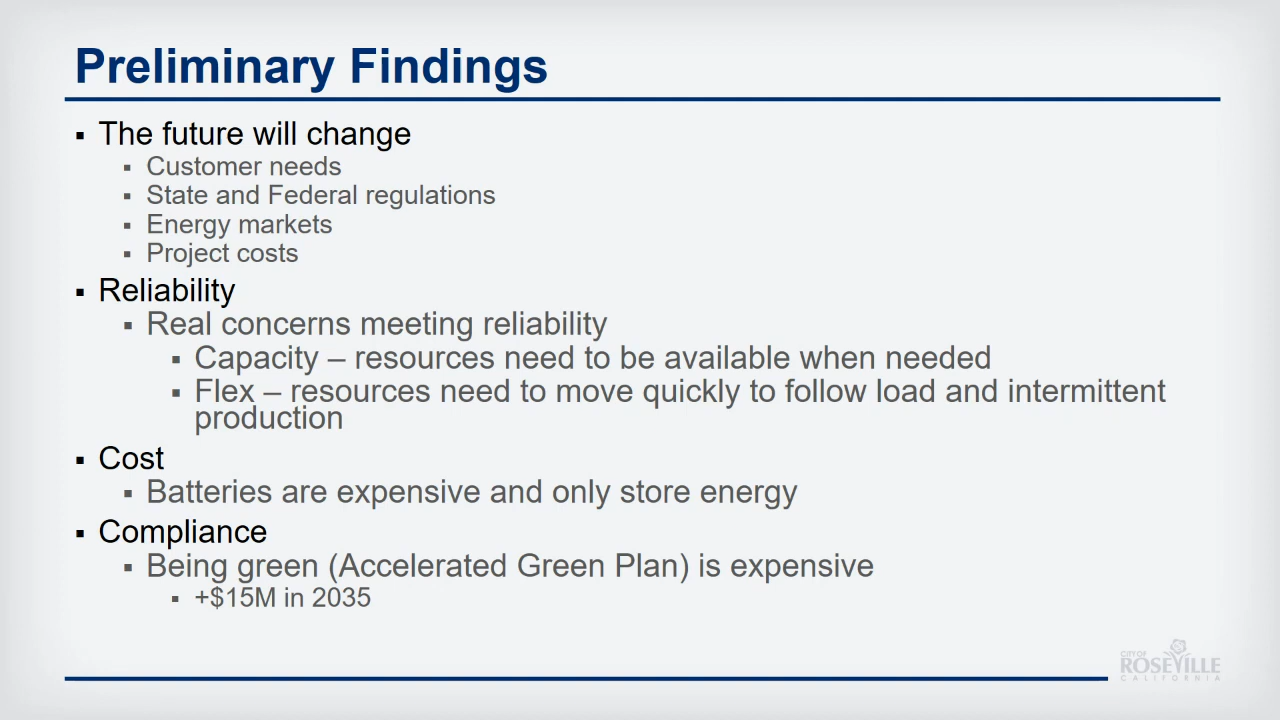 Preliminary Findings
▪ The future will change
▪ Customer needs
▪ State and Federal regulations
▪ Energy markets
▪ Project costs
▪ Reliability
▪ Real concerns meeting reliability
▪ Capacity – resources need to be available when needed
▪ Flex – resources need to move quickly to follow load and intermittent
production
▪ Cost
▪ Batteries are expensive and only store energy
▪ Compliance
▪ Being green (Accelerated Green Plan) is expensive
▪ +$15M in 2035
CITY OF
ROSEVILLE
CALIFORNIA